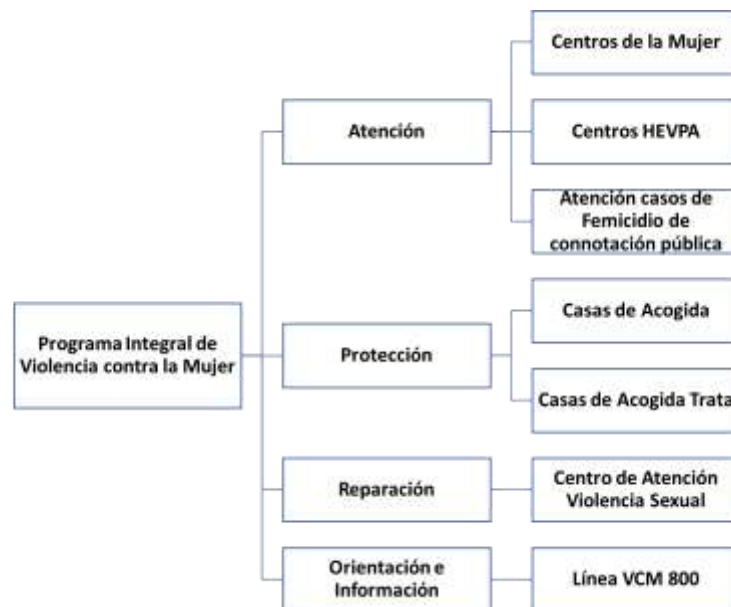 Programa Integral de
Violencia contra la Mujer
Atención
Centros de la Mujer
Centros HEVPA
Atención casos de
Femicidio de
connotación pública
Protección
Casas de Acogida
Casas de Acogida Trata
Reparación
Centro de Atención
Violencia Sexual
Orientación e
Información
Línea VCM 800